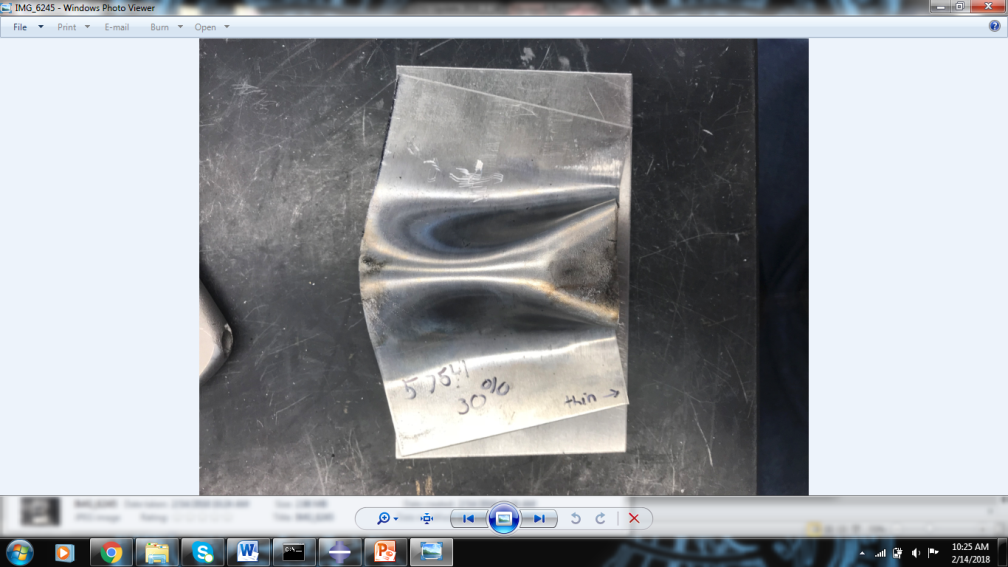 IMG_6245 - Windows Photo Viewer
File Print E-mail Burn Open
5754
30%
thin →
10:25 AM
2/14/2018